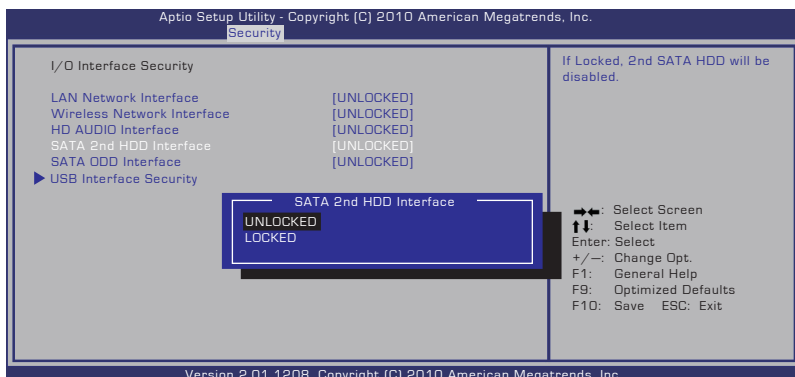 Aptio Setup Utility - Copyright (C) 2010 American Megatrends, Inc.
Security
I/O Interface Security
LAN Network Interface [UNLOCKED]
Wireless Network Interface [UNLOCKED]
HD AUDIO Interface [UNLOCKED]
SATA 2nd HDD Interface [UNLOCKED]
SATA ODD Interface [UNLOCKED]
USB Interface Security
SATA 2nd HDD Interface
UNLOCKED
LOCKED
If Locked, 2nd SATA HDD will be
disabled.
→←: Select Screen
↑↓: Select Item
Enter: Select
+/—: Change Opt.
F1: General Help
F9: Optimized Defaults
F10: Save ESC: Exit
Version 2.01.1208. Copyright (C) 2010 American Megatrends, Inc.